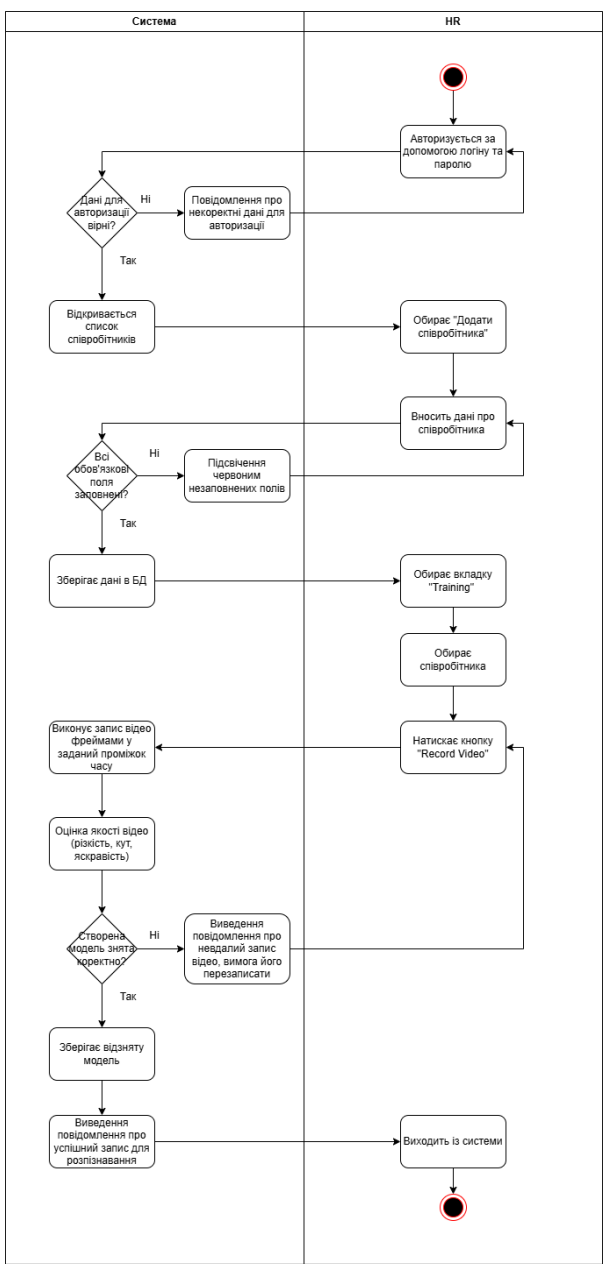 Система
HR
Авторизується за
допомогою логіну та
паролю
Дані для
авторизації
вірні?
Ні
Повідомлення про
некоректні дані для
авторизації
Так
Відкривається
список
співробітників
Обирає "Додати
співробітника"
Вносить дані про
співробітника
Всі
обов'язкові
поля
заповнені?
Ні
Підсвічення
червоним
незаповнених полів
Так
Зберігає дані в БД
Обирає вкладку
"Training"
Обирає
співробітника
Натискає кнопку
"Record Video"
Виконує запис відео
фреймами у
заданий проміжок
часу
Оцінка якості відео
(різкість, кут,
яскравість)
Створена
модель знята
коректно?
Ні
Виведення
повідомлення про
невдалий запис
відео, вимога його
перезаписати
Так
Зберігає відзняту
модель
Виведення
повідомлення про
успішний запис для
розпізнавання
Виходить із системи